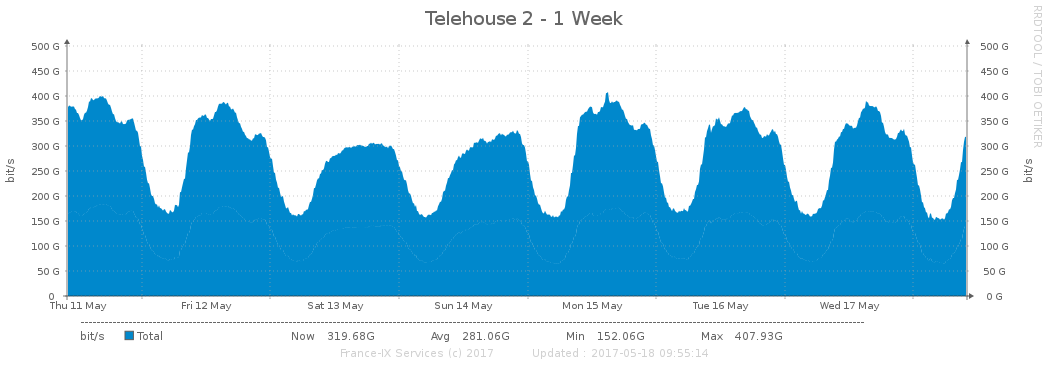 Telehouse 2 - 1 Week
RRDTOOL / TOBI OETIKER
500 G 500 G
450 G 450 G
400 G 400 G
350 G 350 G
300 G 300 G
250 G 250 G
200 G 200 G
150 G 150 G
100 G 100 G
50 G 50 G
0 0 G
bit/s bit/s
Thu 11 May Fri 12 May Sat 13 May Sun 14 May Mon 15 May Tue 16 May Wed 17 May
bit/s Total Now 319.68G Avg 281.06G Min 152.06G Max 407.93G
France-IX Services (c) 2017 Updated : 2017-05-18 09:55:14